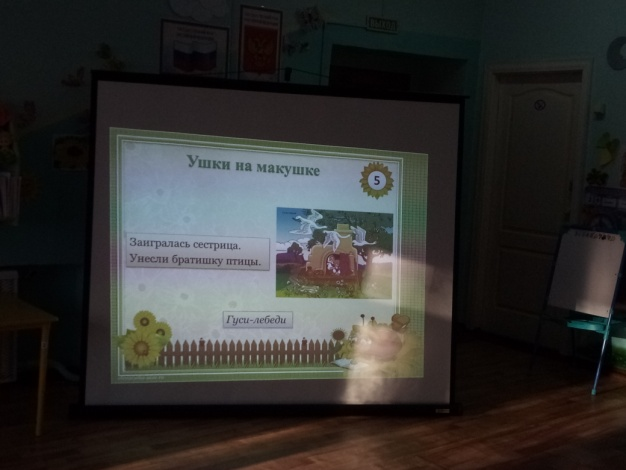 Ушки на макушке
5
Заигралась сестрица.
Унесли братишку птицы.
Гуси-лебеди